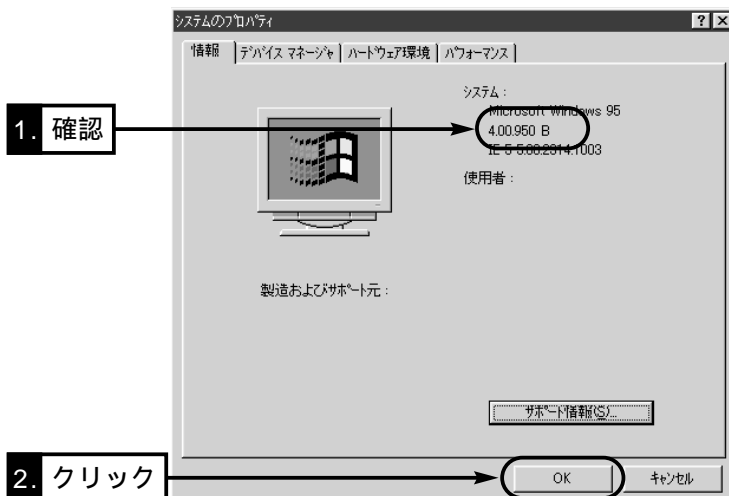 システムのプロパティ
情報 デバイス マネージャ ハードウェア環境 パフォーマンス
システム :
Microsoft Windows 95
4.00.950 B
IE 5 5.00.2314.1003
使用者 :
1. 確認
製造およびサポート元 :
サポート情報(S)...
2. クリック
OK キャンセル